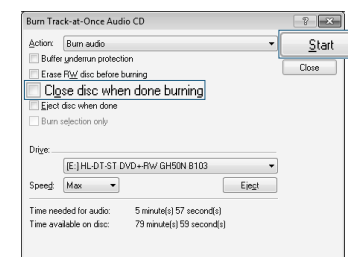 Burn Track-at-Once Audio CD
Action: Burn audio
Start
Buffer underrun protection
Close
Erase RW disc before burning
Close disc when done burning
Eject disc when done
Burn selection only
Drive:
[E:] HL-DT-ST DVD+-RW GH50N B103
Speed: Max Eject
Time needed for audio: 5 minute(s) 57 second(s)
Time available on disc: 79 minute(s) 59 second(s)